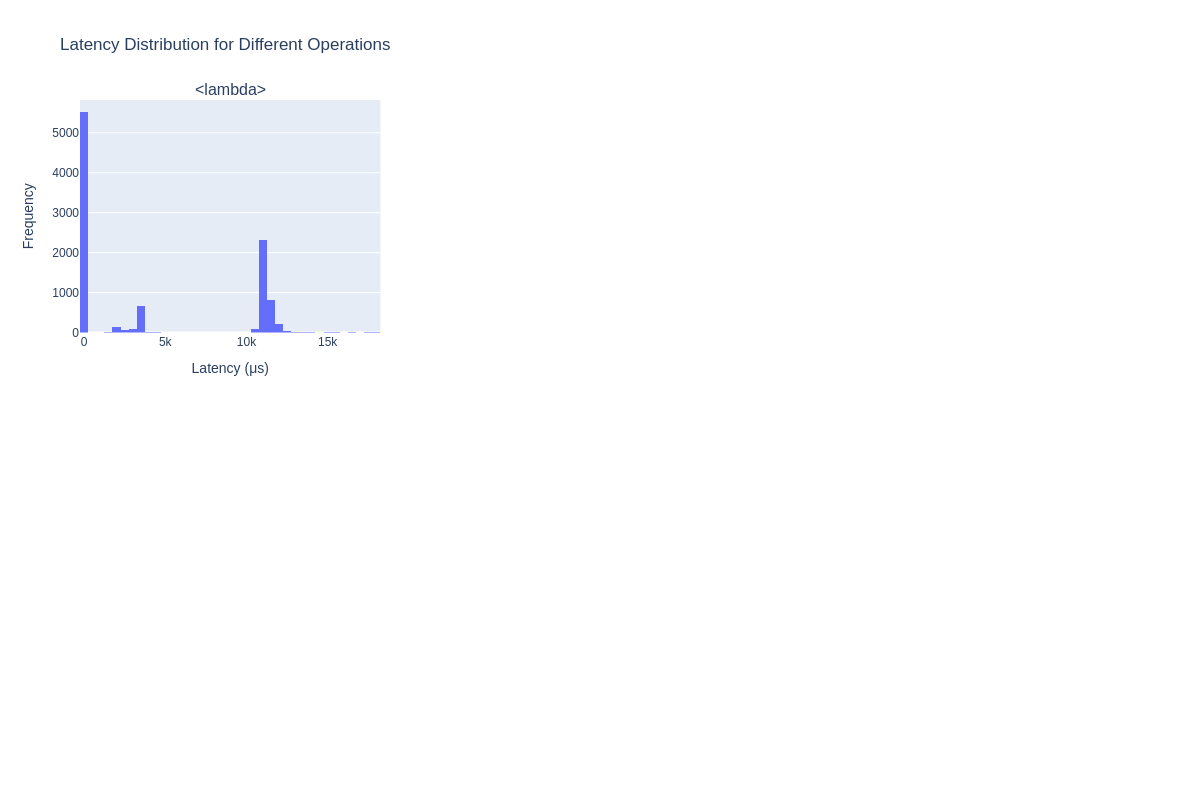 Latency Distribution for Different Operations
<lambda>
Frequency
5000
4000
3000
2000
1000
0
0 5k 10k 15k
Latency (μs)